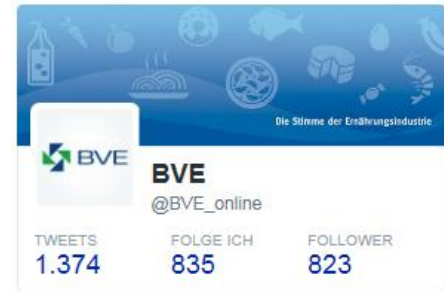 Die Stimme der Ernährungsindustrie
BVE
BVE
@BVE_online
TWEETS FOLGE ICH FOLLOWER
1.374 835 823